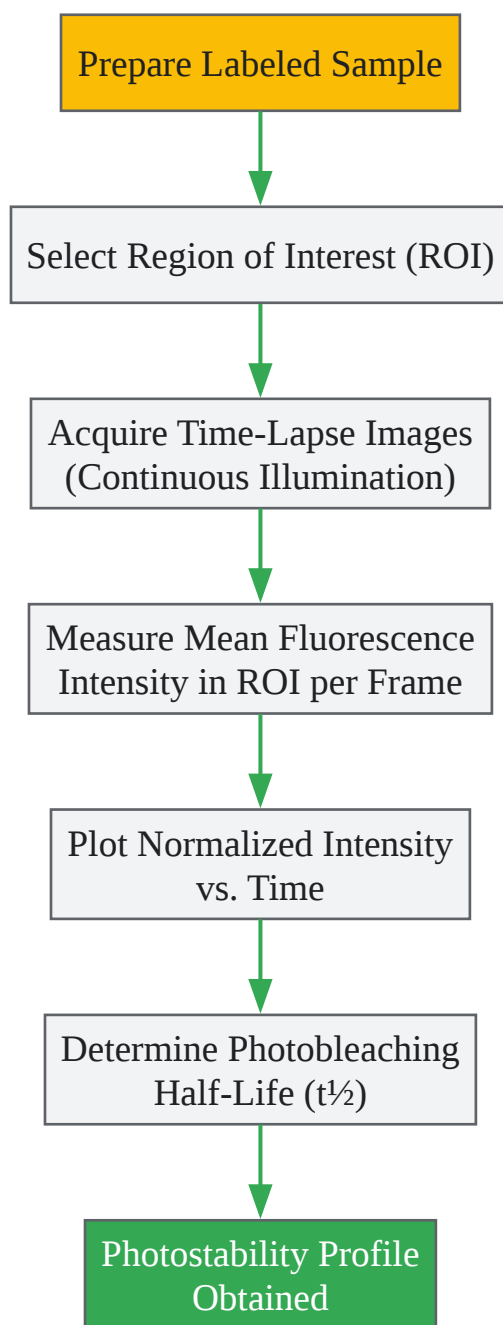 Prepare Labeled Sample
Select Region of Interest (ROI)
Acquire Time-Lapse Images
(Continuous Illumination)
Measure Mean Fluorescence
Intensity in ROI per Frame
Plot Normalized Intensity
vs. Time
Determine Photobleaching
Half-Life (t½)
Photostability Profile
Obtained